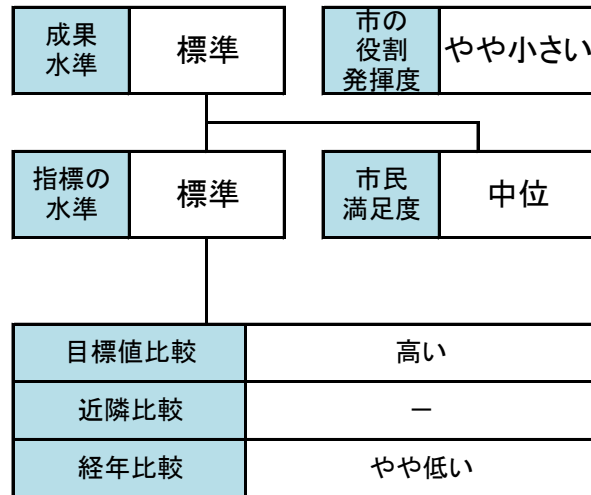 成果
水準
標準
市の
役割
発揮度
やや小さい
指標の
水準
標準
市民
満足度
中位
目標値比較
高い
近隣比較
－
経年比較
やや低い